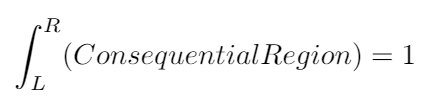 ∫_L^R (ConsequentialRegion) = 1